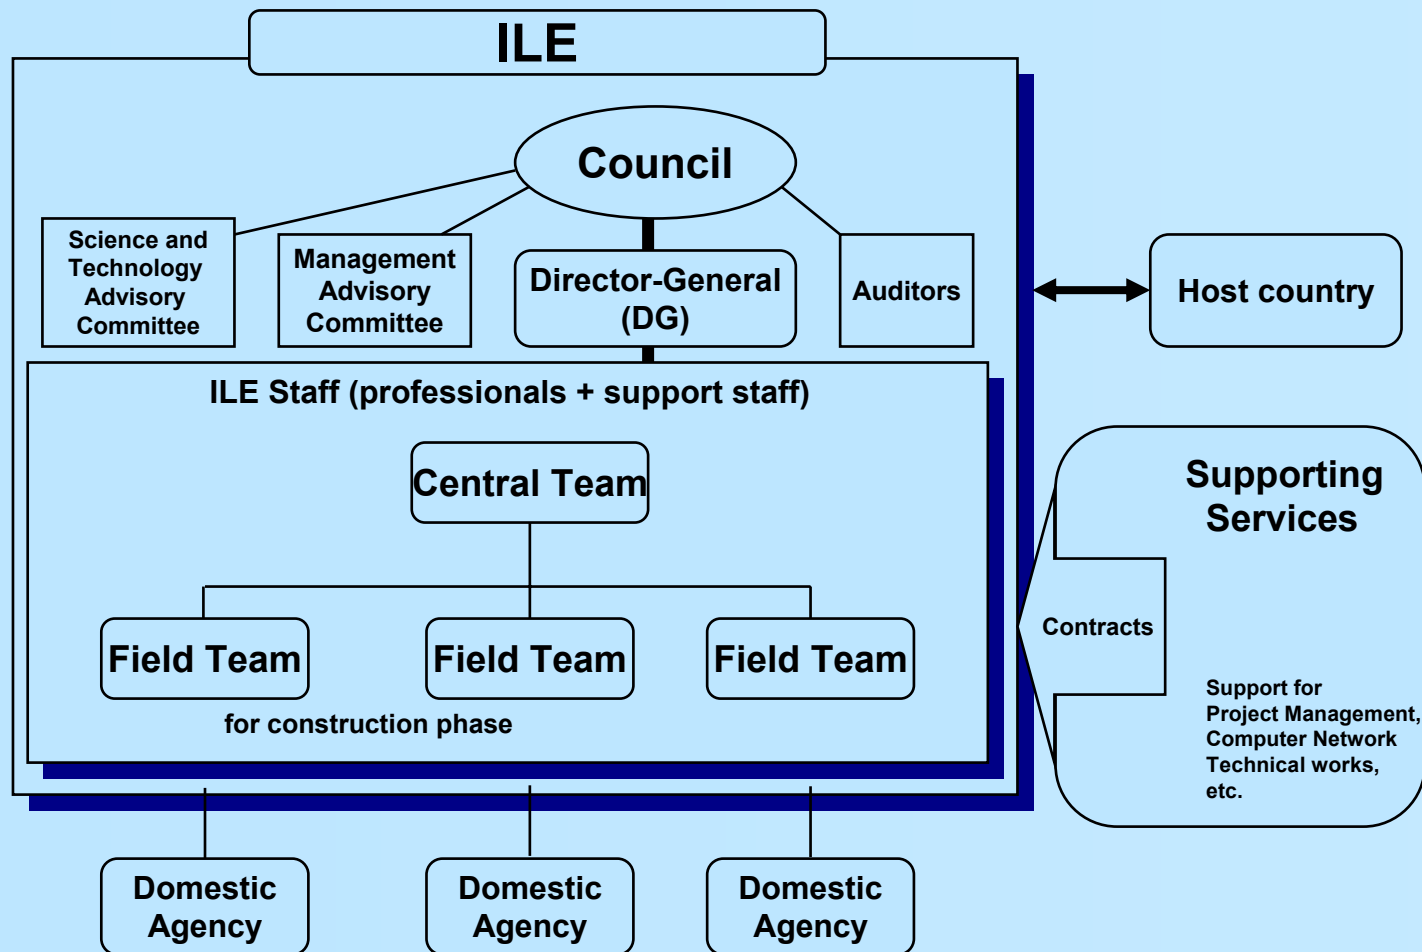 ILE
Council
Science and
Technology
Advisory
Committee
Management
Advisory
Committee
Director-General
(DG)
Auditors
Host country
ILE Staff (professionals + support staff)
Central Team
Field Team
Field Team
Field Team
for construction phase
Supporting
Services
Contracts
Support for
Project Management,
Computer Network
Technical works,
etc.
Domestic
Agency
Domestic
Agency
Domestic
Agency